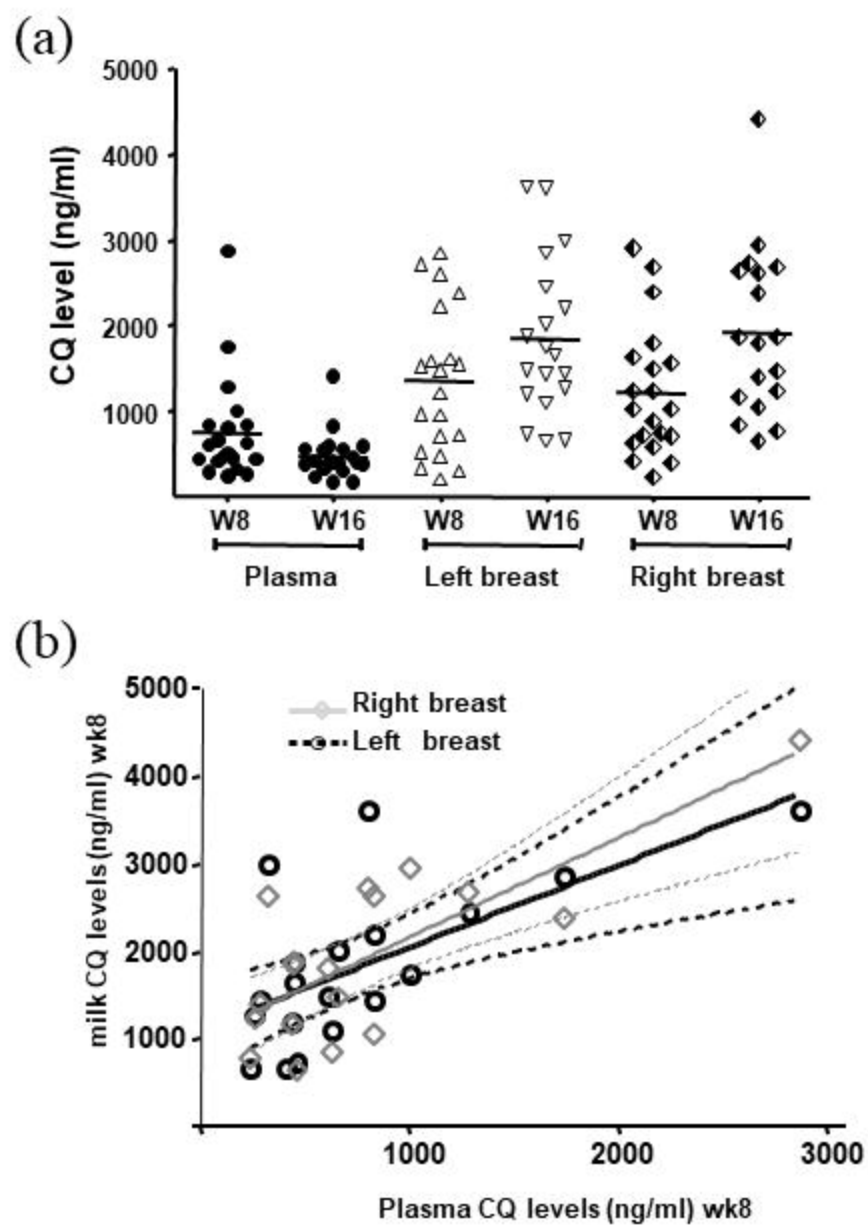 (a)
CQ level (ng/ml)
5000
4000
3000
2000
1000
W8 W16 W8 W16 W8 W16
Plasma Left breast Right breast
(b)
milk CQ levels (ng/ml) wk8
5000
4000
3000
2000
1000
Right breast
Left breast
1000 2000 3000
Plasma CQ levels (ng/ml) wk8